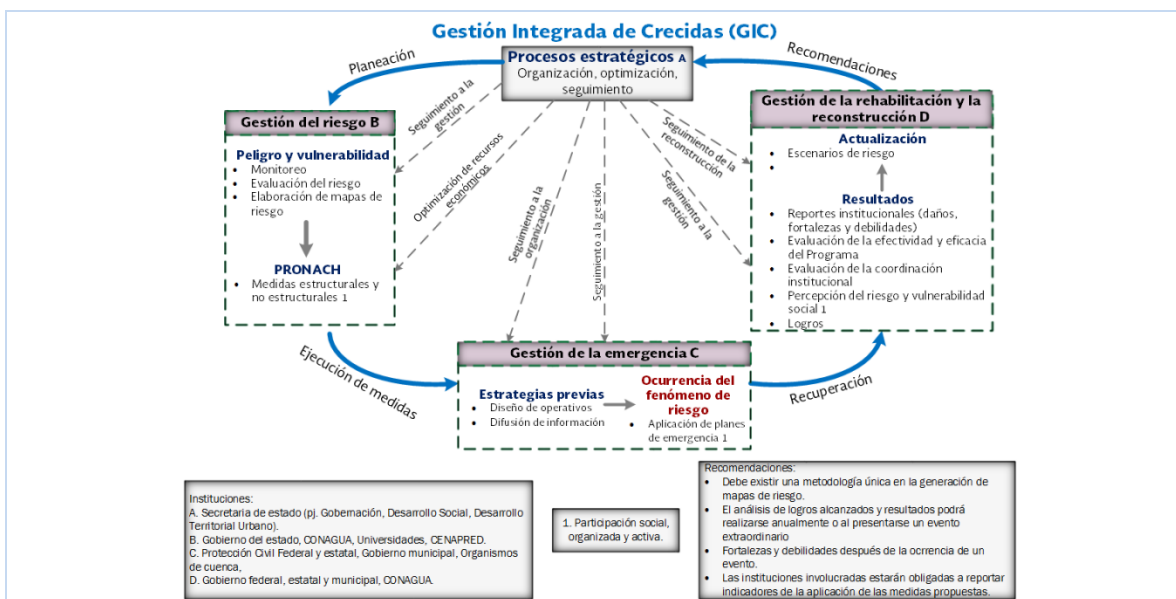 Gestión Integrada de Crecidas (GIC)
Procesos estratégicos A
Organización, optimización,
seguimiento
Planeación
Recomendaciones
Gestión del riesgo B
Peligro y vulnerabilidad
• Monitoreo
• Evaluación del riesgo
• Elaboración de mapas de
riesgo
PRONACH
• Medidas estructurales y
no estructurales 1
Seguimiento a la
gestión
Optimización de recursos
económicos
Seguimiento a la
organización
Seguimiento a la gestión
Seguimiento a la
gestión
Seguimiento de la
reconstrucción
Gestión de la rehabilitación y la
reconstrucción D
Actualización
• Escenarios de riesgo
•
Resultados
• Reportes institucionales (daños,
fortalezas y debilidades)
• Evaluación de la efectividad y eficacia
del Programa
• Evaluación de la coordinación
institucional
• Percepción del riesgo y vulnerabilidad
social 1
• Logros
Ejecución de
medidas
Gestión de la emergencia C
Estrategias previas
• Diseño de operativos
• Difusión de información
Ocurrencia del
fenómeno de
riesgo
• Aplicación de planes
de emergencia 1
Recuperación
Instituciones:
A. Secretaria de estado (pj. Gobernación, Desarrollo Social, Desarrollo
Territorial Urbano).
B. Gobierno del estado, CONAGUA, Universidades, CENAPRED.
C. Protección Civil Federal y estatal, Gobierno municipal, Organismos
de cuenca,
D. Gobierno federal, estatal y municipal, CONAGUA.
1. Participación social,
organizada y activa.
Recomendaciones:
• Debe existir una metodología única en la generación de
mapas de riesgo.
• El análisis de logros alcanzados y resultados podrá
realizarse anualmente o al presentarse un evento
extraordinario
• Fortalezas y debilidades después de la ocrrencia de un
evento.
• Las instituciones involucradas estarán obligadas a reportar
indicadores de la aplicación de las medidas propuestas.